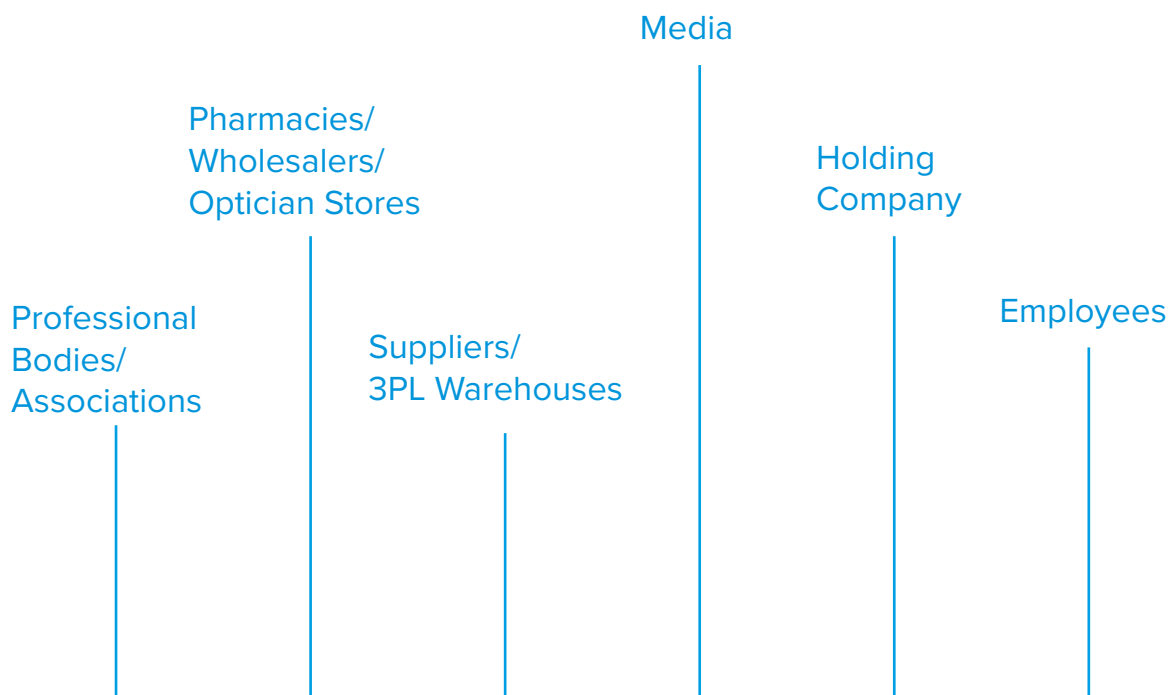 Media
Pharmacies/
Wholesalers/
Optician Stores
Holding
Company
Professional
Bodies/
Associations
Suppliers/
3PL Warehouses
Employees